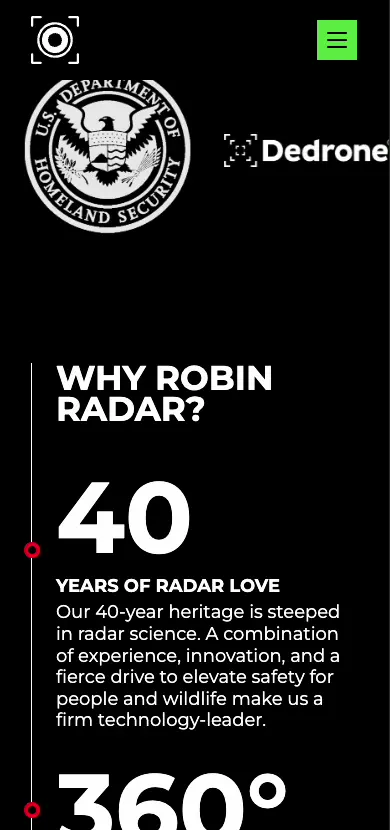 U.S. DEPARTMENT OF
HOMELAND SECURITY
Dedrone
WHY ROBIN
RADAR?
40
YEARS OF RADAR LOVE
Our 40-year heritage is steeped
in radar science. A combination
of experience, innovation, and a
fierce drive to elevate safety for
people and wildlife make us a
firm technology-leader.
360°